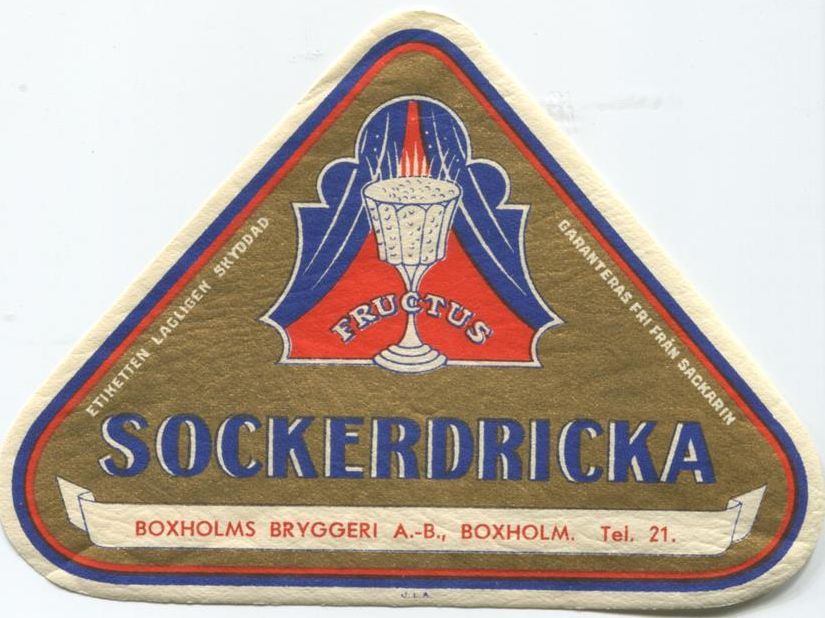 FRUCTUS
ETIKETTEN LAGLIGEN SKYDDAD
GARANTERAS FRI FRÅN SACKARIN
SOCKERDRICKA
BOXHOLMS BRYGGERI A.-B., BOXHOLM. Tel. 21.
J.L.A.